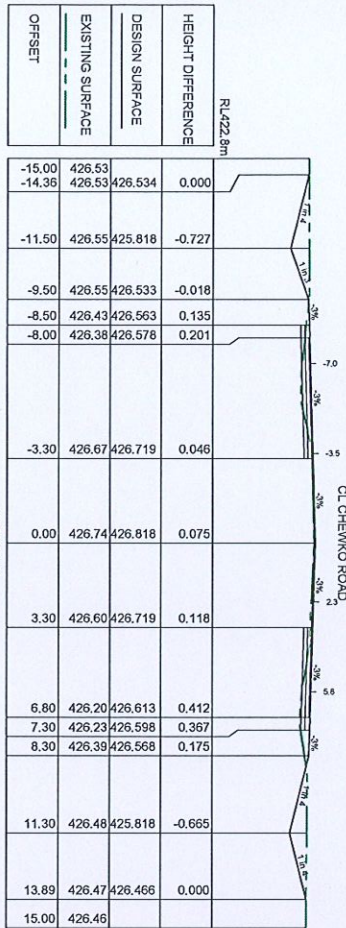 HEIGHT DIFFERENCE
DESIGN SURFACE
EXISTING SURFACE
OFFSET
RL422.8m
-15.00 426.53
-14.36 426.53 426.534 0.000
1 in 4
-11.50 426.55 425.818 -0.727
1 in 3
-9.50 426.55 426.533 -0.018
-3%
-8.50 426.43 426.563 0.135
-8.00 426.38 426.578 0.201
-7.0
-3%
-3.30 426.67 426.719 0.046
-3.5
-3%
CL CHEWKO ROAD
0.00 426.74 426.818 0.075
-3%
2.3
3.30 426.60 426.719 0.118
-3%
5.6
6.80 426.20 426.613 0.412
7.30 426.23 426.598 0.367
-3%
8.30 426.39 426.568 0.175
1 in 4
11.30 426.48 425.818 -0.665
1 in
13.89 426.47 426.466 0.000
15.00 426.46